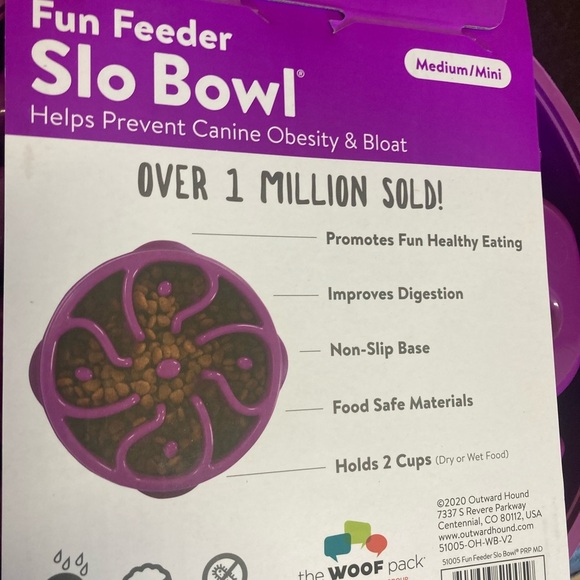 Fun Feeder
Slo Bowl®
Medium/Mini
Helps Prevent Canine Obesity & Bloat
OVER 1 MILLION SOLD!
Promotes Fun Healthy Eating
Improves Digestion
Non-Slip Base
Food Safe Materials
Holds 2 Cups (Dry or Wet Food)
©2020 Outward Hound
7337 S Revere Parkway
Centennial, CO 80112, USA
www.outwardhound.com
51005-OH-WB-V2
51005 Fun Feeder Slo Bowl® PRP MD
the WOOF pack